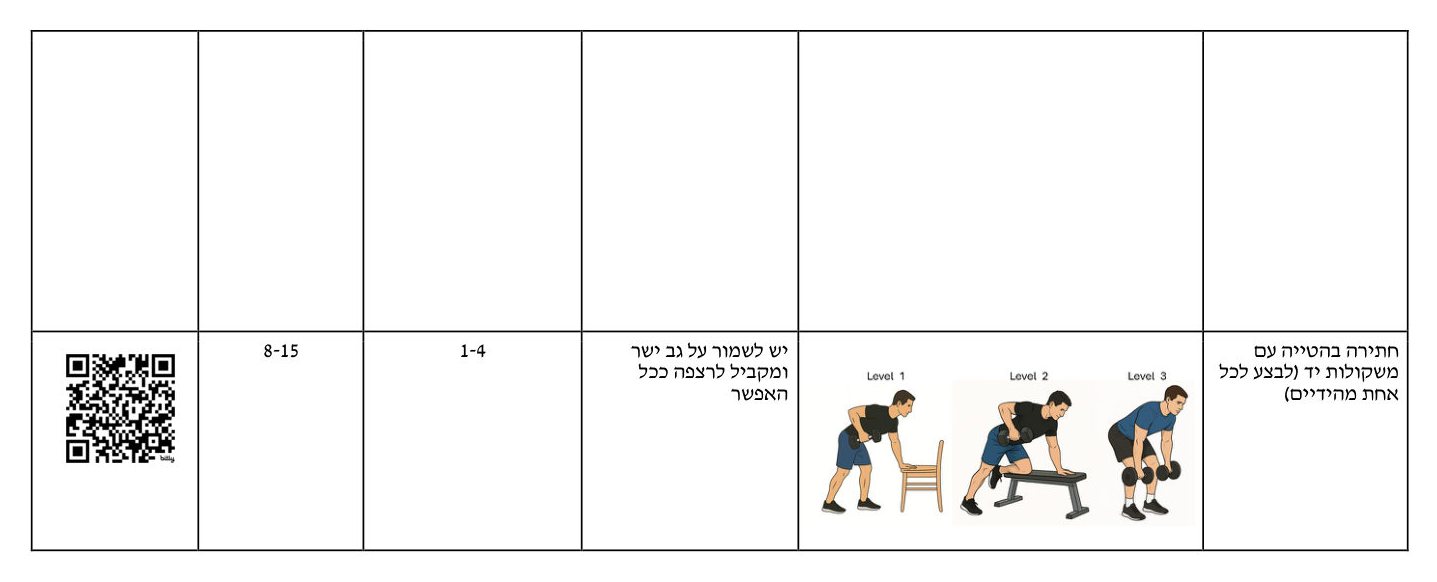 חתירה בהטייה עם
משקולות יד (לבצע לכל
אחת מהידיים)
Level 1
Level 2
Level 3
יש לשמור על גב ישר
ומקביל לרצפה ככל
האפשר
1-4
8-15
bitly